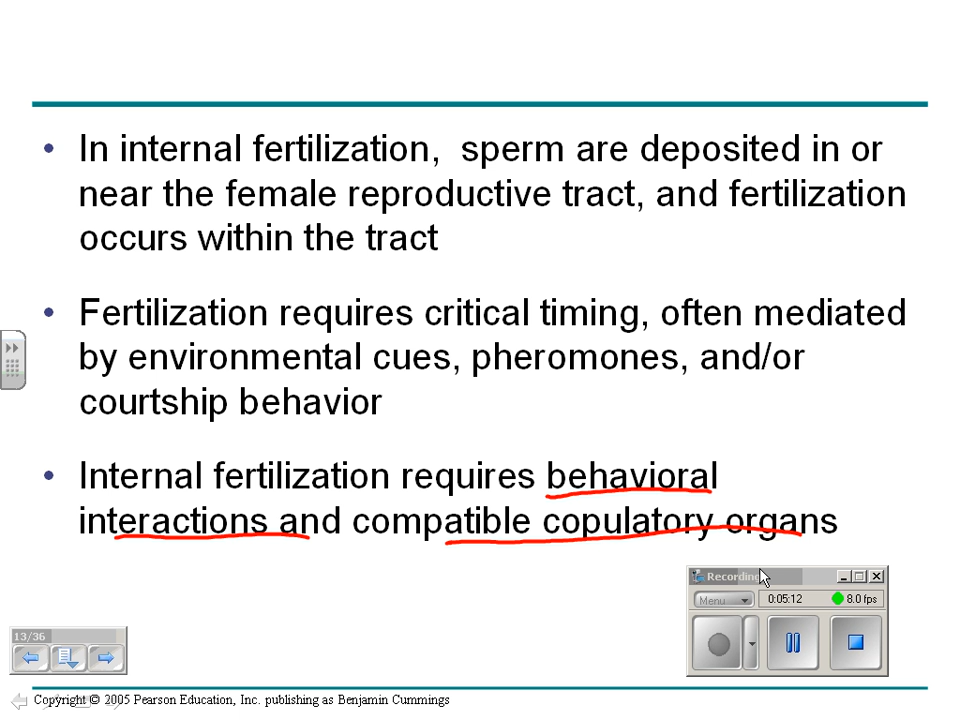 • In internal fertilization,  sperm are deposited in or
near the female reproductive tract, and fertilization
occurs within the tract
• Fertilization requires critical timing, often mediated
by environmental cues, pheromones, and/or
courtship behavior
• Internal fertilization requires behavioral
interactions and compatible copulatory organs
Recording
Menu 0:05:12 8.0 fps
13/36
Copyright © 2005 Pearson Education, Inc. publishing as Benjamin Cummings